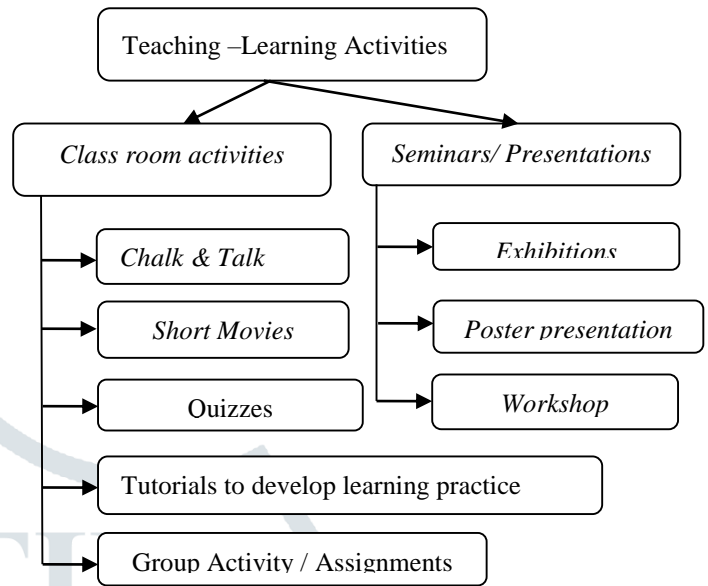 Teaching –Learning Activities
Class room activities
Seminars/ Presentations
Chalk & Talk
Exhibitions
Short Movies
Poster presentation
Quizzes
Workshop
Tutorials to develop learning practice
Group Activity / Assignments